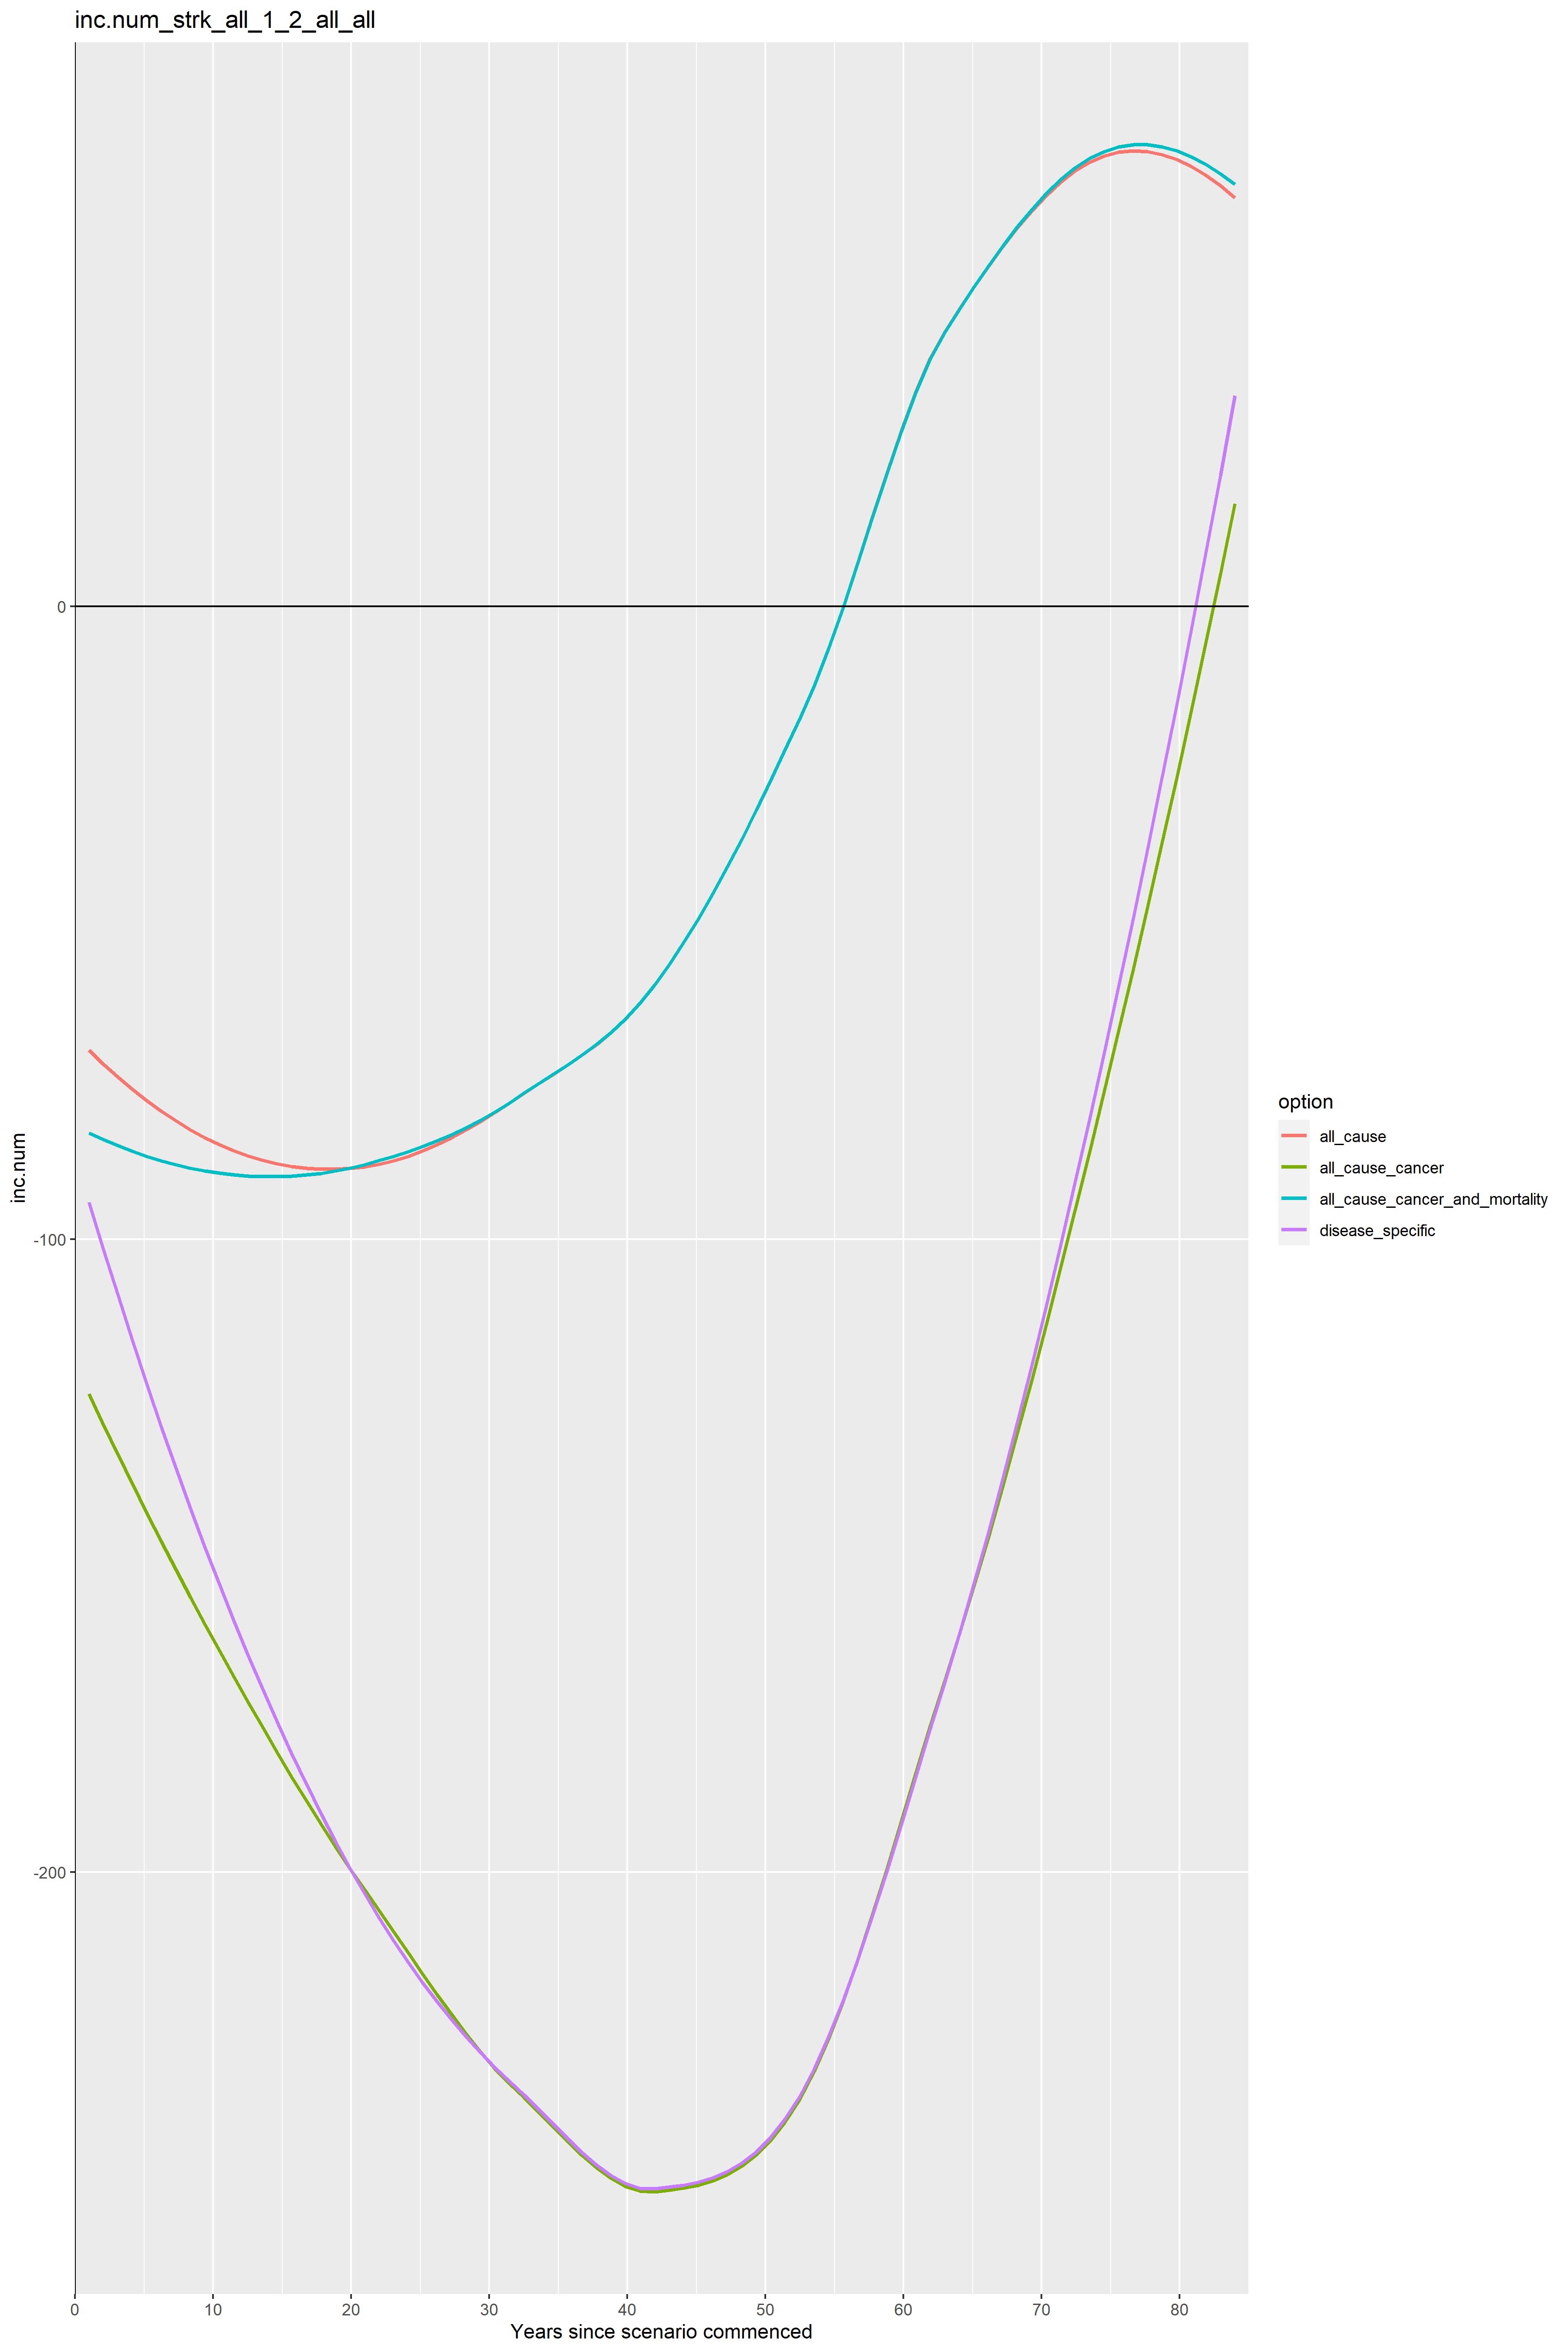 inc.num_strk_all_1_2_all_all
0
-100
-200
inc.num
0 10 20 30 40 50 60 70 80
Years since scenario commenced
option
all_cause
all_cause_cancer
all_cause_cancer_and_mortality
disease_specific